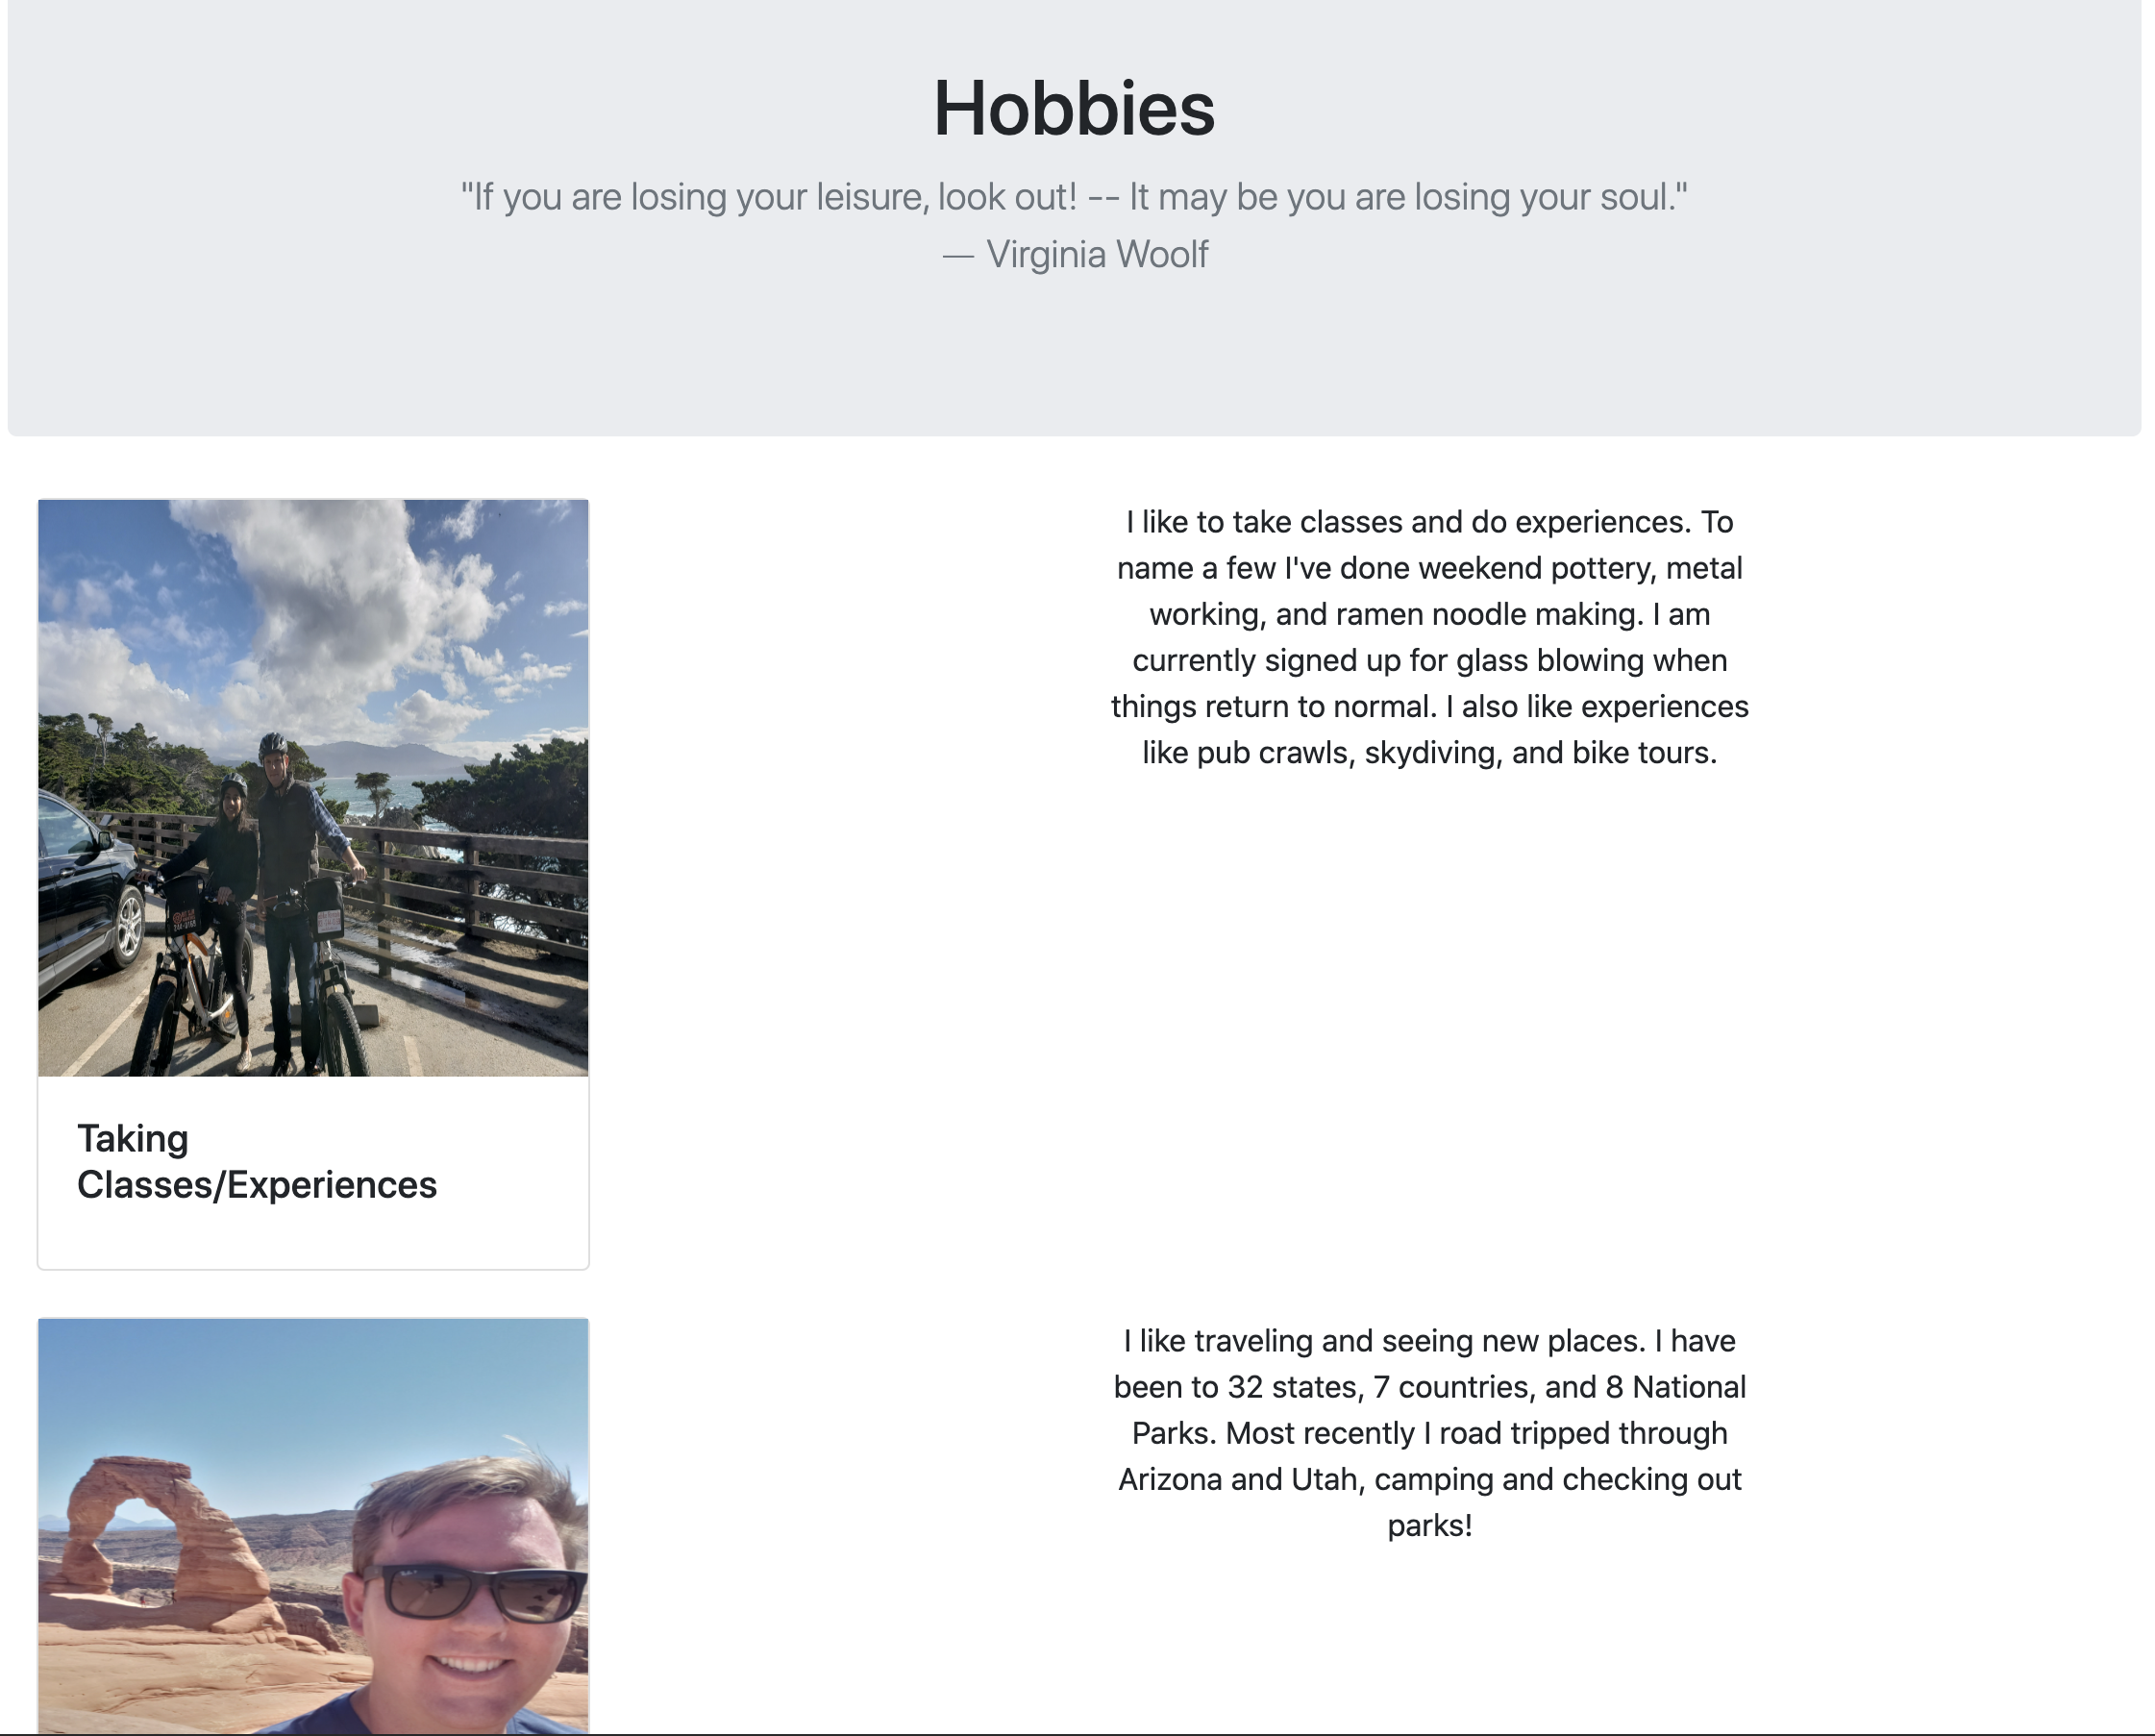 Hobbies
"If you are losing your leisure, look out! -- It may be you are losing your soul."
— Virginia Woolf
I like to take classes and do experiences. To
name a few I've done weekend pottery, metal
working, and ramen noodle making. I am
currently signed up for glass blowing when
things return to normal. I also like experiences
like pub crawls, skydiving, and bike tours.
Taking
Classes/Experiences
I like traveling and seeing new places. I have
been to 32 states, 7 countries, and 8 National
Parks. Most recently I road tripped through
Arizona and Utah, camping and checking out
parks!